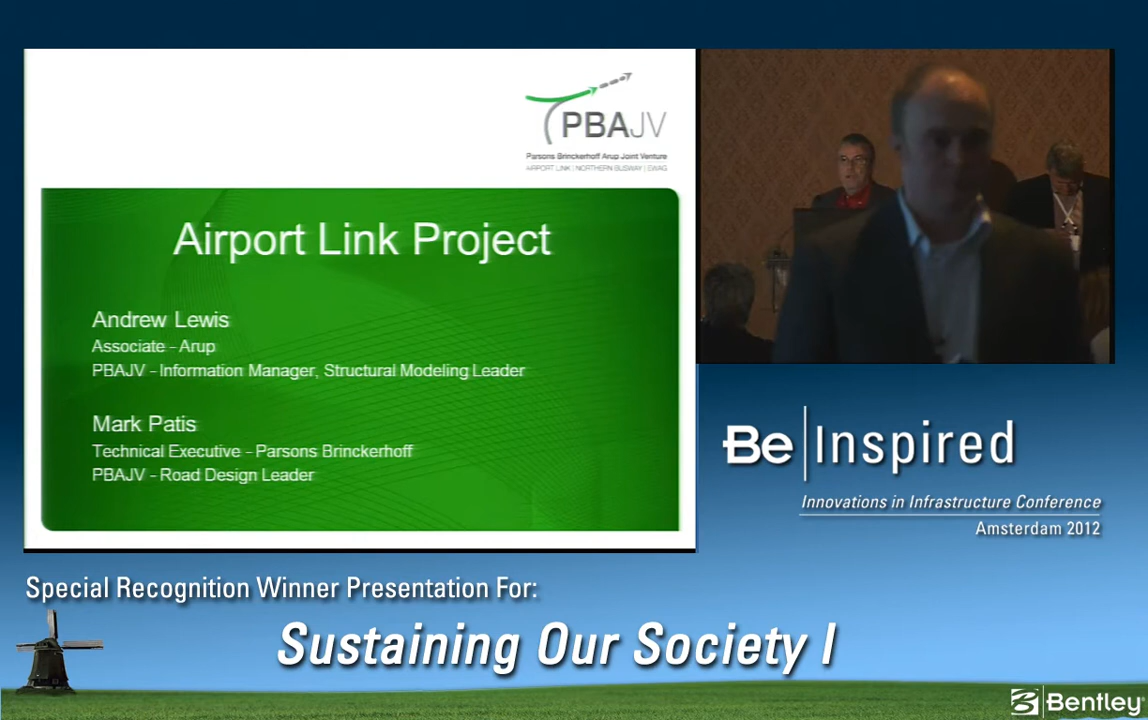 PBAJV
Parsons Brinckerhoff Arup Joint Venture
AIRPORT LINK | NORTHERN BUSWAY | EWAG
Airport Link Project
Andrew Lewis
Associate - Arup
PBAJV - Information Manager, Structural Modeling Leader
Mark Patis
Technical Executive - Parsons Brinckerhoff
PBAJV - Road Design Leader
Be Inspired
Innovations in Infrastructure Conference
Amsterdam 2012
Special Recognition Winner Presentation For:
Sustaining Our Society I
Bentley